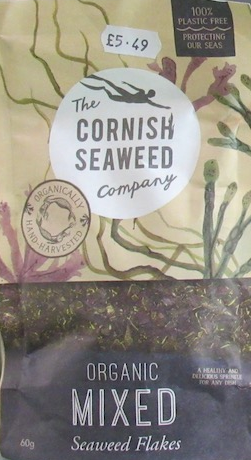 £5.49
100%
PLASTIC FREE
PROTECTING
OUR SEAS
The
CORNISH
SEAWEED
Company
ORGANICALLY
HAND-HARVESTED
ORGANIC
MIXED
Seaweed Flakes
A HEALTHY AND
DELICIOUS SPRINKLE
FOR ANY DISH
60g